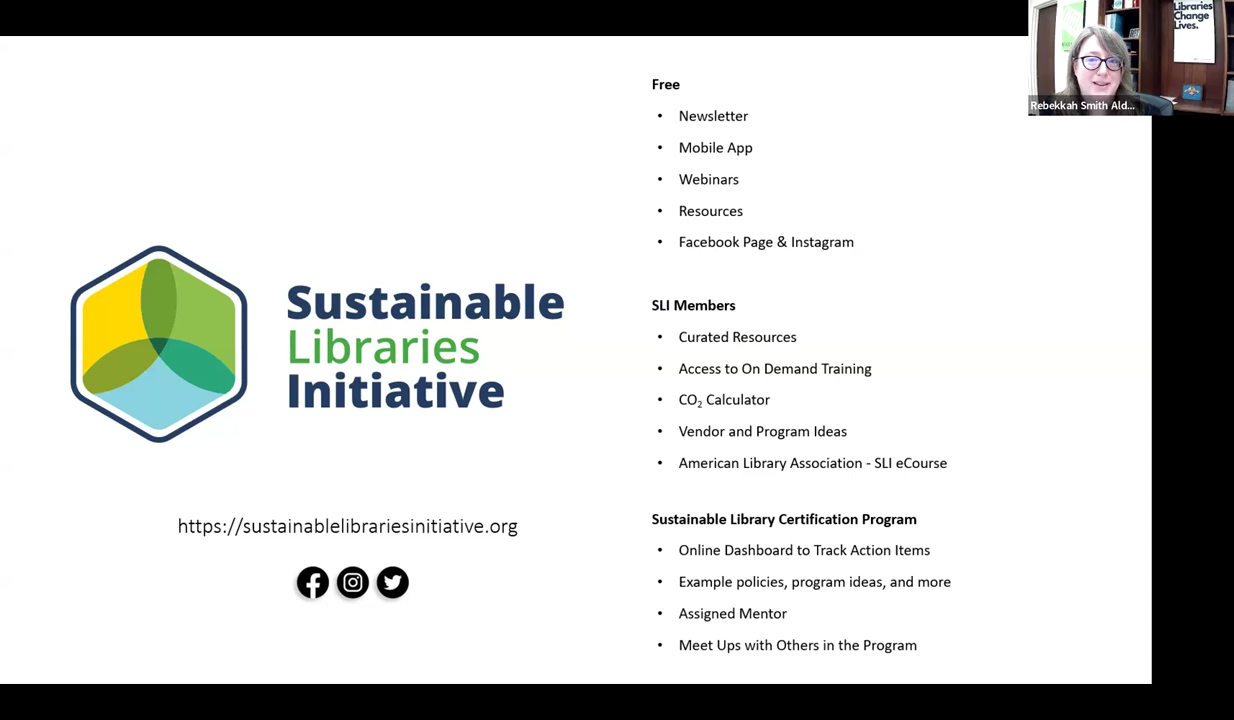 Libraries
Change
Lives.
Rebekkah Smith Ald...
Sustainable
Libraries
Initiative
https://sustainablelibrariesinitiative.org
Free
• Newsletter
• Mobile App
• Webinars
• Resources
• Facebook Page & Instagram
SLI Members
• Curated Resources
• Access to On Demand Training
• CO₂ Calculator
• Vendor and Program Ideas
• American Library Association - SLI eCourse
Sustainable Library Certification Program
• Online Dashboard to Track Action Items
• Example policies, program ideas, and more
• Assigned Mentor
• Meet Ups with Others in the Program